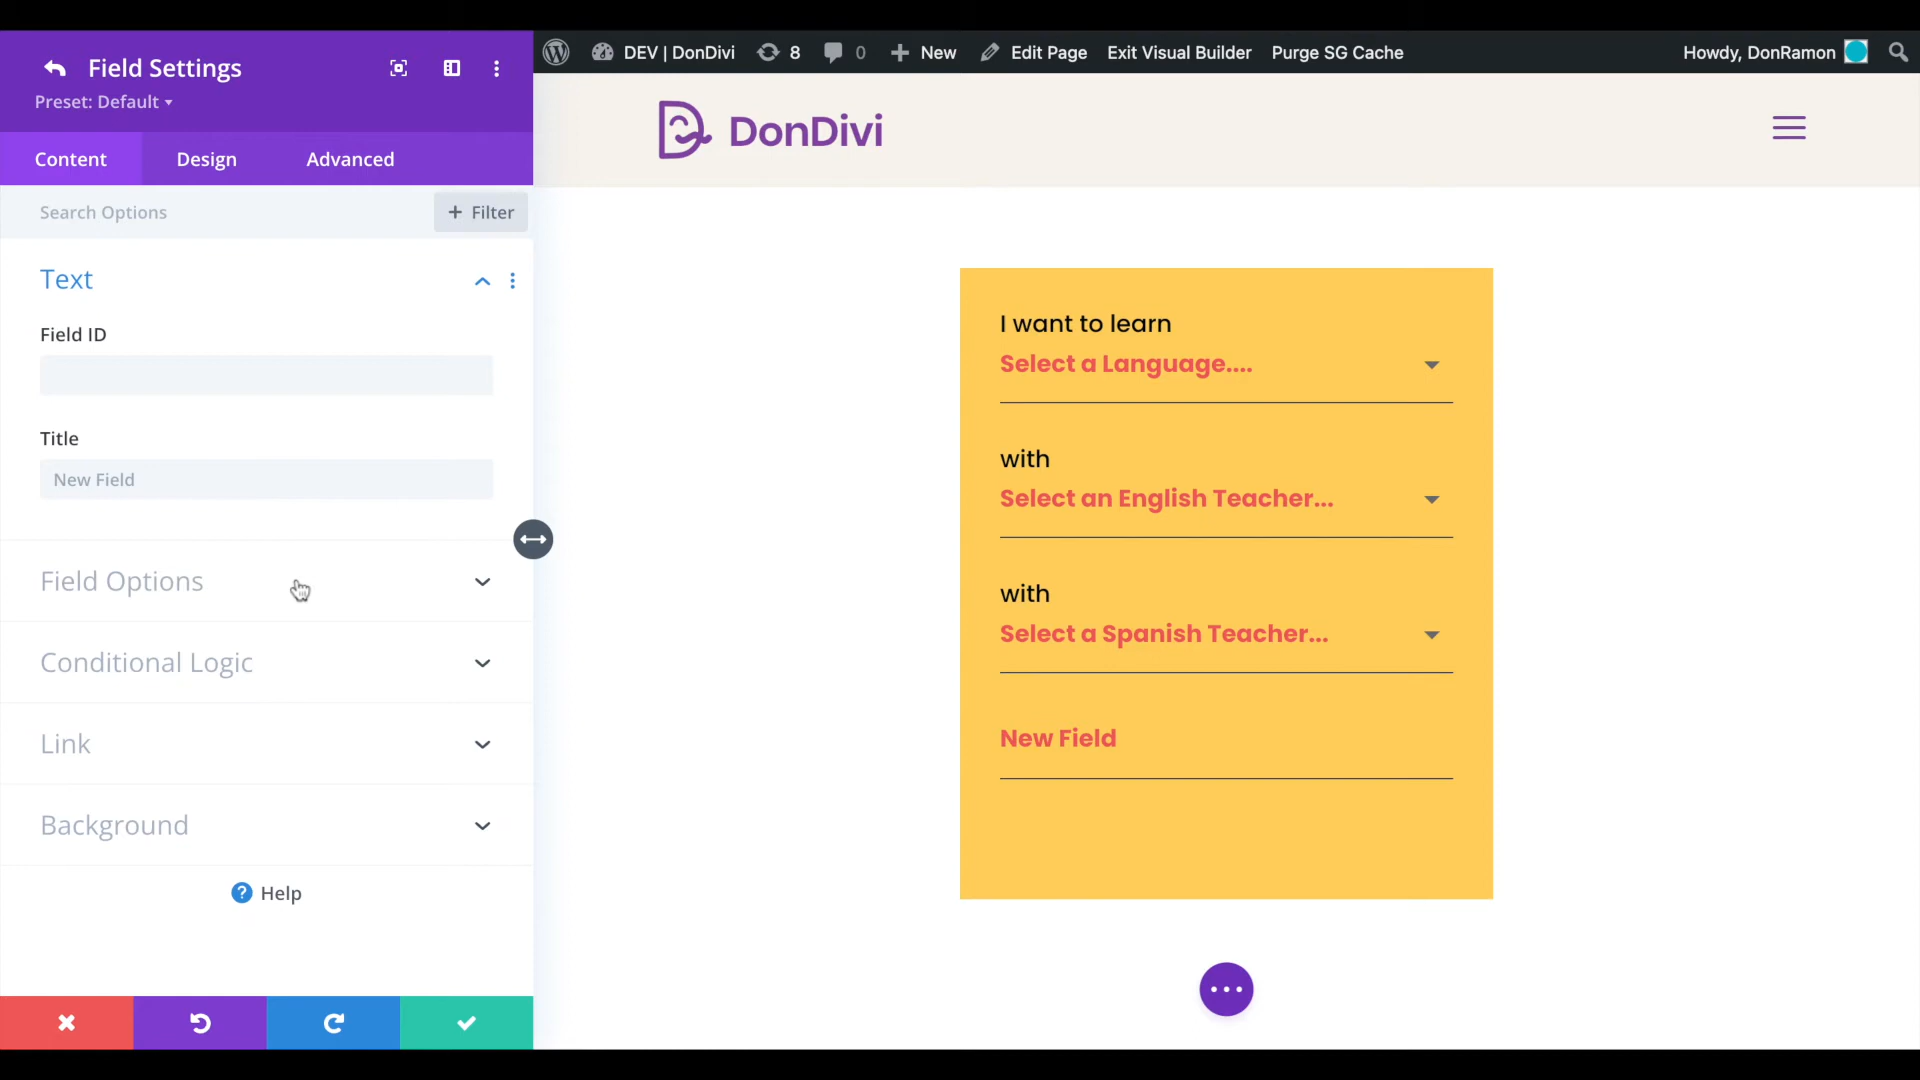 Field Settings
Preset: Default
Content
Design
Advanced
Search Options
+ Filter
Text
Field ID
Title
New Field
Field Options
Conditional Logic
Link
Background
? Help
DEV | DonDivi
8
0
New
Edit Page
Exit Visual Builder
Purge SG Cache
Howdy, DonRamon
DonDivi
I want to learn
Select a Language....
with
Select an English Teacher...
with
Select a Spanish Teacher...
New Field